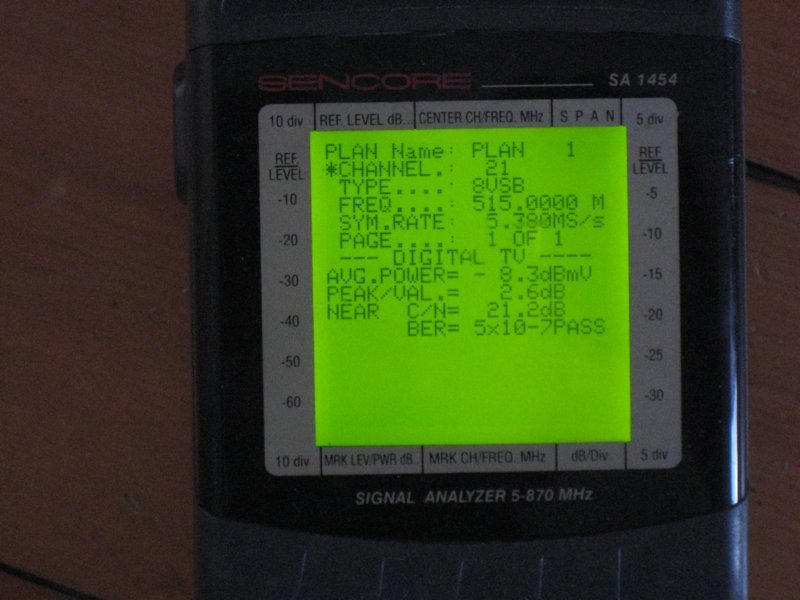 SENCORE SA 1454
10 div REF. LEVEL dB.. CENTER CH/FREQ. MHz S P A N 5 div
REF. LEVEL
-10
-20
-30
-40
-50
-60
PLAN Name: PLAN 1
*CHANNEL.: 21
TYPE....: 8VSB
FREQ....: 515.0000 M
SYM.RATE: 5.380MS/s
PAGE....: 1 OF 1
--- DIGITAL TV ----
AVG.POWER= - 8.3dBmV
PEAK/VAL.= 2.6dB
NEAR C/N= 21.2dB
BER= 5x10-7PASS
REF. LEVEL
-5
-10
-15
-20
-25
-30
10 div MRK LEV/PWR dB.. MRK CH/FREQ. MHz dB/Div. 5 div
SIGNAL ANALYZER 5-870 MHz